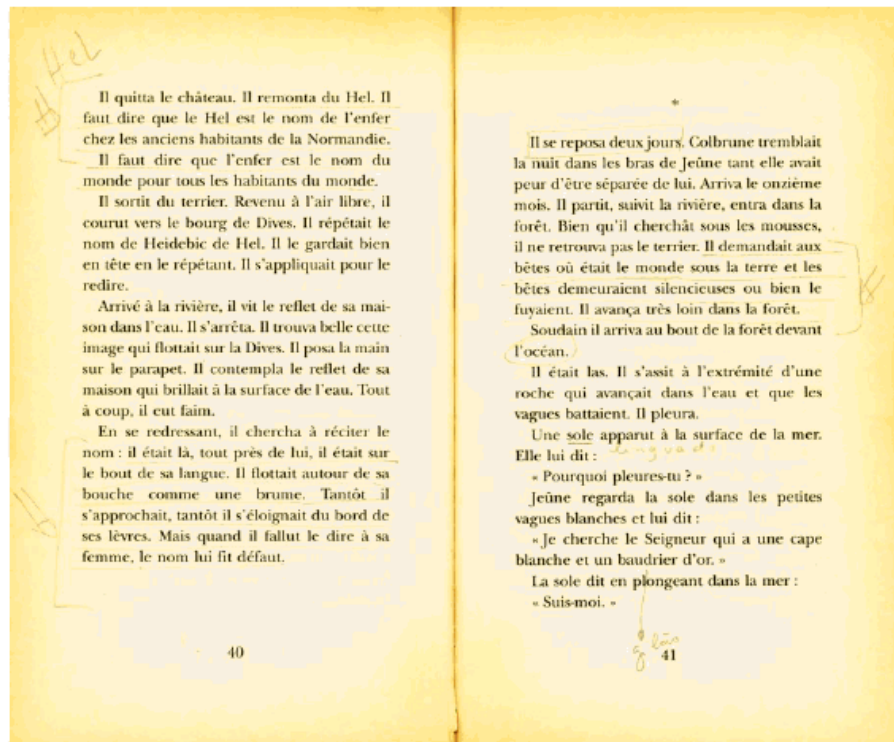 Hel
Il quitta le château. Il remonta du Hel. Il
faut dire que le Hel est le nom de l'enfer
chez les anciens habitants de la Normandie.
Il faut dire que l'enfer est le nom du
monde pour tous les habitants du monde.
Il sortit du terrier. Revenu à l'air libre, il
courut vers le bourg de Dives. Il répétait le
nom de Heidebic de Hel. Il le gardait bien
en tête en le répétant. Il s'appliquait pour le
redire.
Arrivé à la rivière, il vit le reflet de sa mai-
son dans l'eau. Il s'arrêta. Il trouva belle cette
image qui flottait sur la Dives. Il posa la main
sur le parapet. Il contempla le reflet de sa
maison qui brillait à la surface de l'eau. Tout
à coup, il eut faim.
En se redressant, il chercha à réciter le
nom : il était là, tout près de lui, il était sur
le bout de sa langue. Il flottait autour de sa
bouche comme une brume. Tantôt il
s'approchait, tantôt il s'éloignait du bord de
ses lèvres. Mais quand il fallut le dire à sa
femme, le nom lui fit défaut.
40
*
Il se reposa deux jours. Colbrune tremblait
la nuit dans les bras de Jeûne tant elle avait
peur d'être séparée de lui. Arriva le onzième
mois. Il partit, suivit la rivière, entra dans la
forêt. Bien qu'il cherchât sous les mousses,
il ne retrouva pas le terrier. Il demandait aux
bêtes où était le monde sous la terre et les
bêtes demeuraient silencieuses ou bien le
fuyaient. Il avança très loin dans la forêt.
Soudain il arriva au bout de la forêt devant
l'océan.
Il était las. Il s'assit à l'extrémité d'une
roche qui avançait dans l'eau et que les
vagues battaient. Il pleura.
Une sole apparut à la surface de la mer.
Elle lui dit :
« Pourquoi pleures-tu ? »
Jeûne regarda la sole dans les petites
vagues blanches et lui dit :
« Je cherche le Seigneur qui a une cape
blanche et un baudrier d'or. »
La sole dit en plongeant dans la mer :
« Suis-moi. »
41